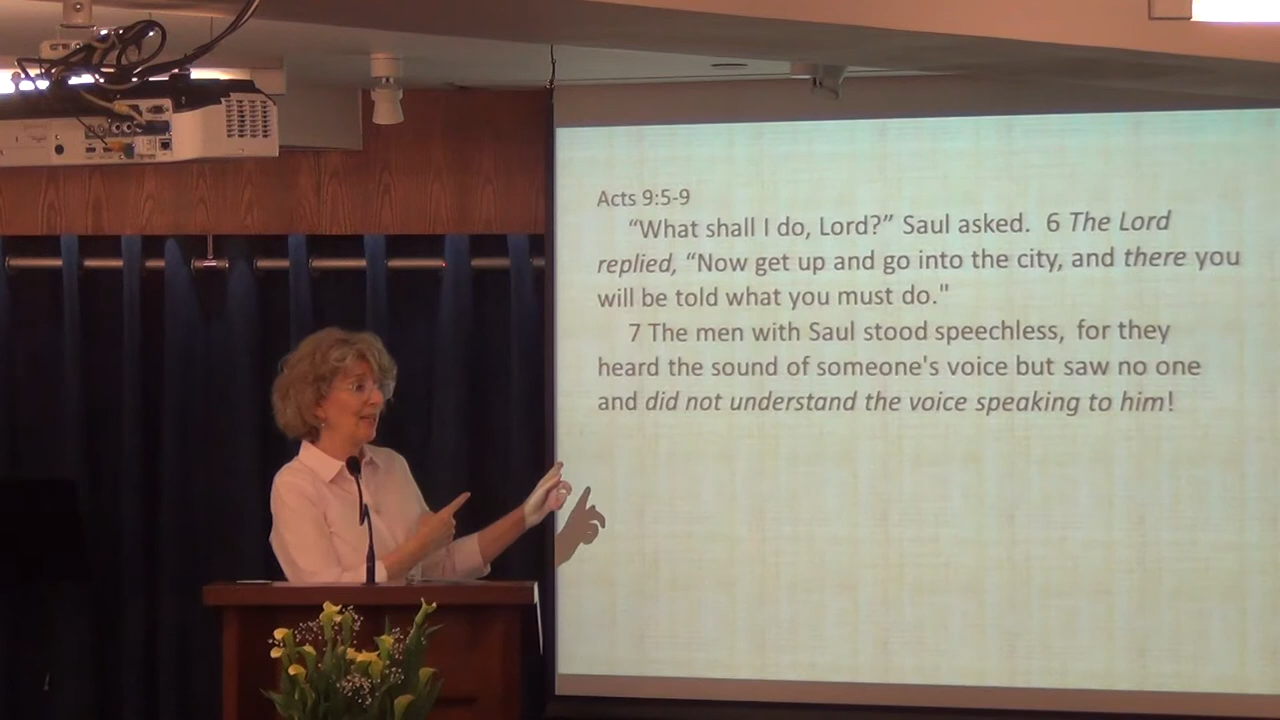 Acts 9:5-9
“What shall I do, Lord?” Saul asked. 6 The Lord
replied, “Now get up and go into the city, and there you
will be told what you must do."
7 The men with Saul stood speechless, for they
heard the sound of someone's voice but saw no one
and did not understand the voice speaking to him!